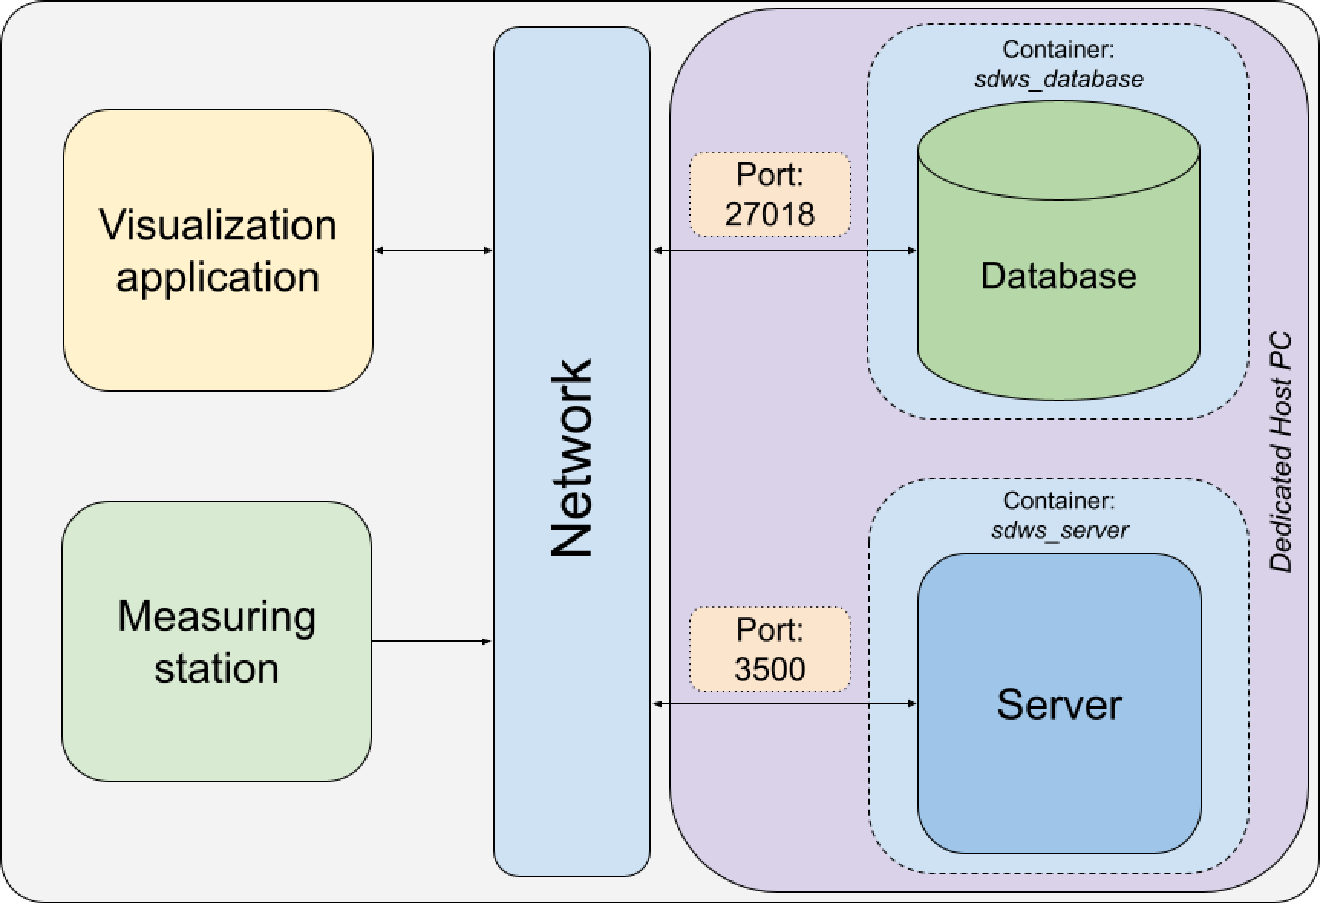 Visualization
application
Measuring
station
Network
Port:
27018
Container:
sdws_database
Database
Port:
3500
Container:
sdws_server
Server
Dedicated Host PC